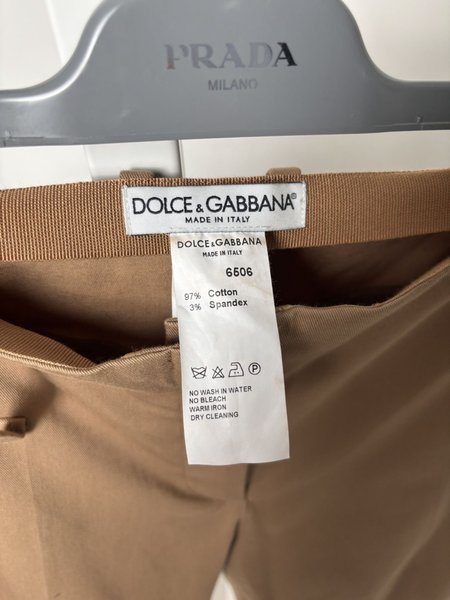 PRADA
MILANO
DOLCE & GABBANA®
MADE IN ITALY
DOLCE & GABBANA
MADE IN ITALY
6506
97% Cotton
3% Spandex
P
NO WASH IN WATER
NO BLEACH
WARM IRON
DRY CLEANING